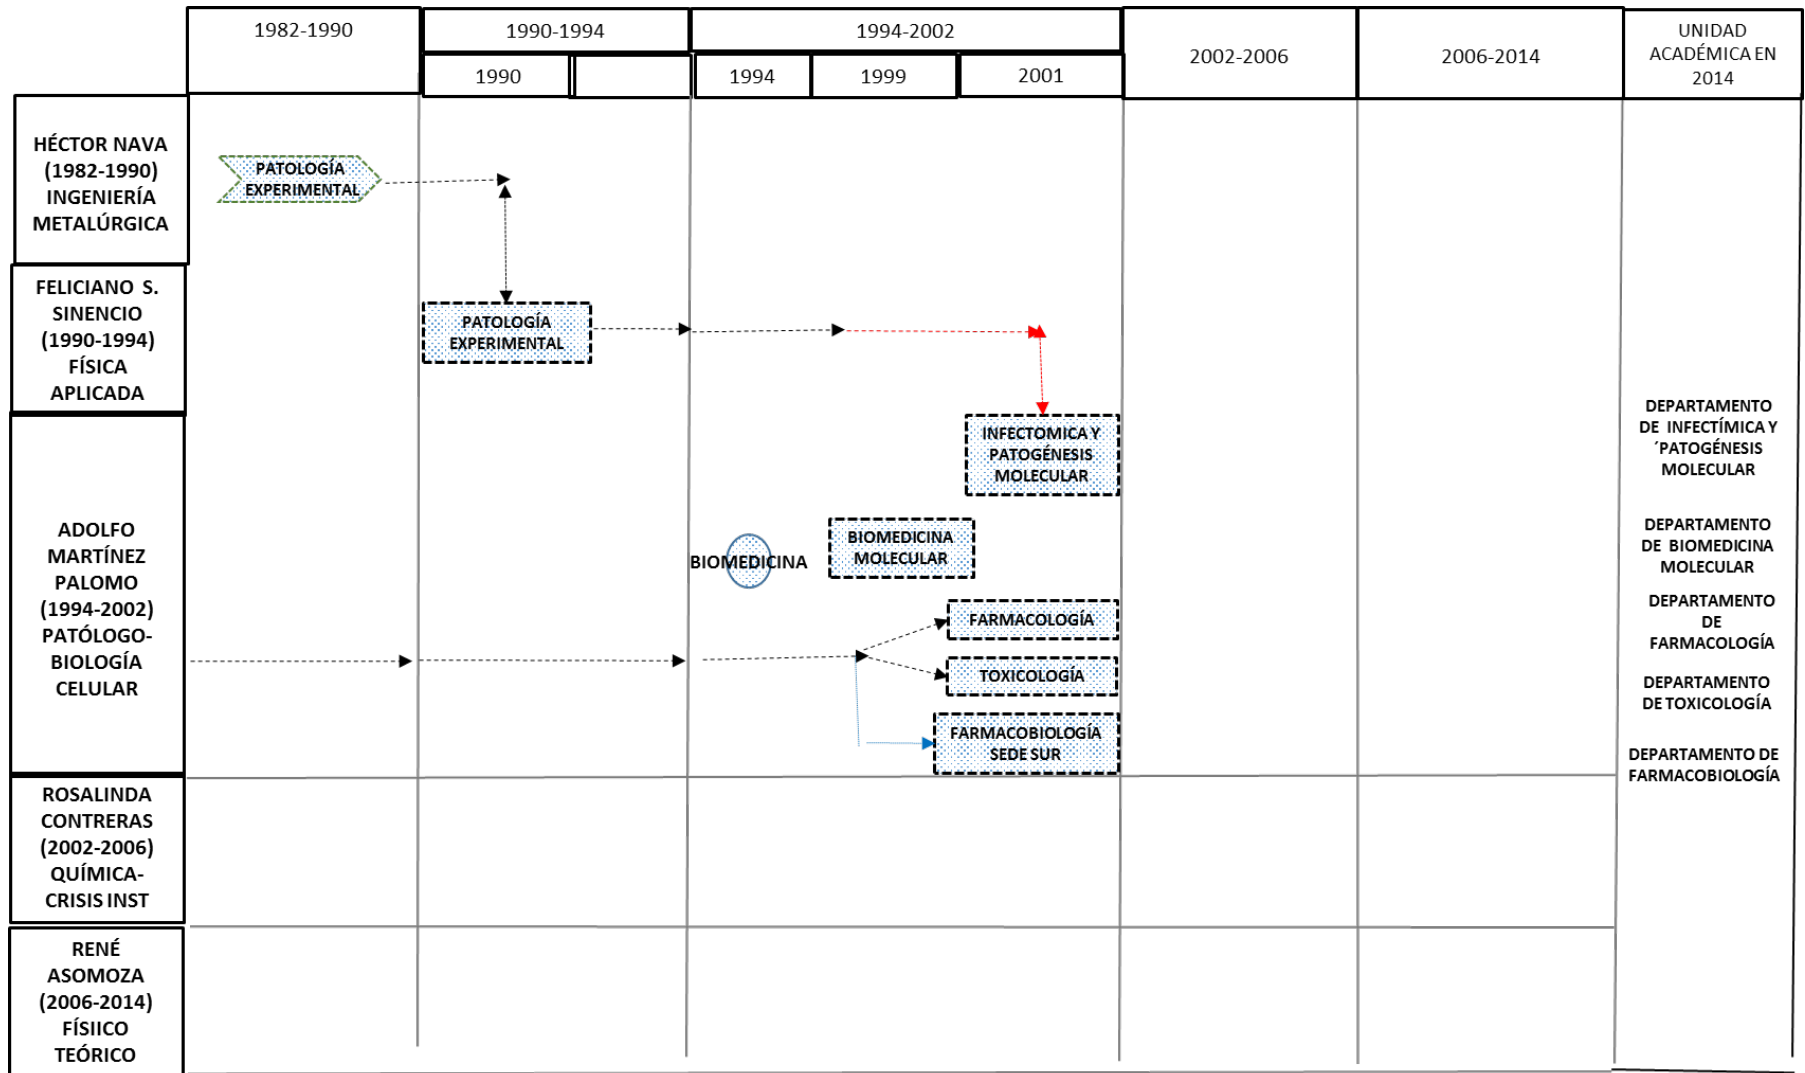 1982-1990
1990-1994
1994-2002
2002-2006
2006-2014
UNIDAD
ACADÉMICA EN
2014
1990
1994
1999
2001
HÉCTOR NAVA
(1982-1990)
INGENIERÍA
METALÚRGICA
PATOLOGÍA
EXPERIMENTAL
FELICIANO S.
SINENCIO
(1990-1994)
FÍSICA
APLICADA
PATOLOGÍA
EXPERIMENTAL
ADOLFO
MARTÍNEZ
PALOMO
(1994-2002)
PATÓLOGO-
BIOLOGÍA
CELULAR
INFECTOMICA Y
PATOGÉNESIS
MOLECULAR
DEPARTAMENTO
DE INFECTÍMICA Y
´PATOGÉNESIS
MOLECULAR
BIOMEDICINA
BIOMEDICINA
MOLECULAR
DEPARTAMENTO
DE BIOMEDICINA
MOLECULAR
FARMACOLOGÍA
DEPARTAMENTO
DE
FARMACOLOGÍA
TOXICOLOGÍA
DEPARTAMENTO
DE TOXICOLOGÍA
FARMACOBIOLOGÍA
SEDE SUR
DEPARTAMENTO DE
FARMACOBIOLOGÍA
ROSALINDA
CONTRERAS
(2002-2006)
QUÍMICA-
CRISIS INST
RENÉ
ASOMOZA
(2006-2014)
FÍSIICO
TEÓRICO